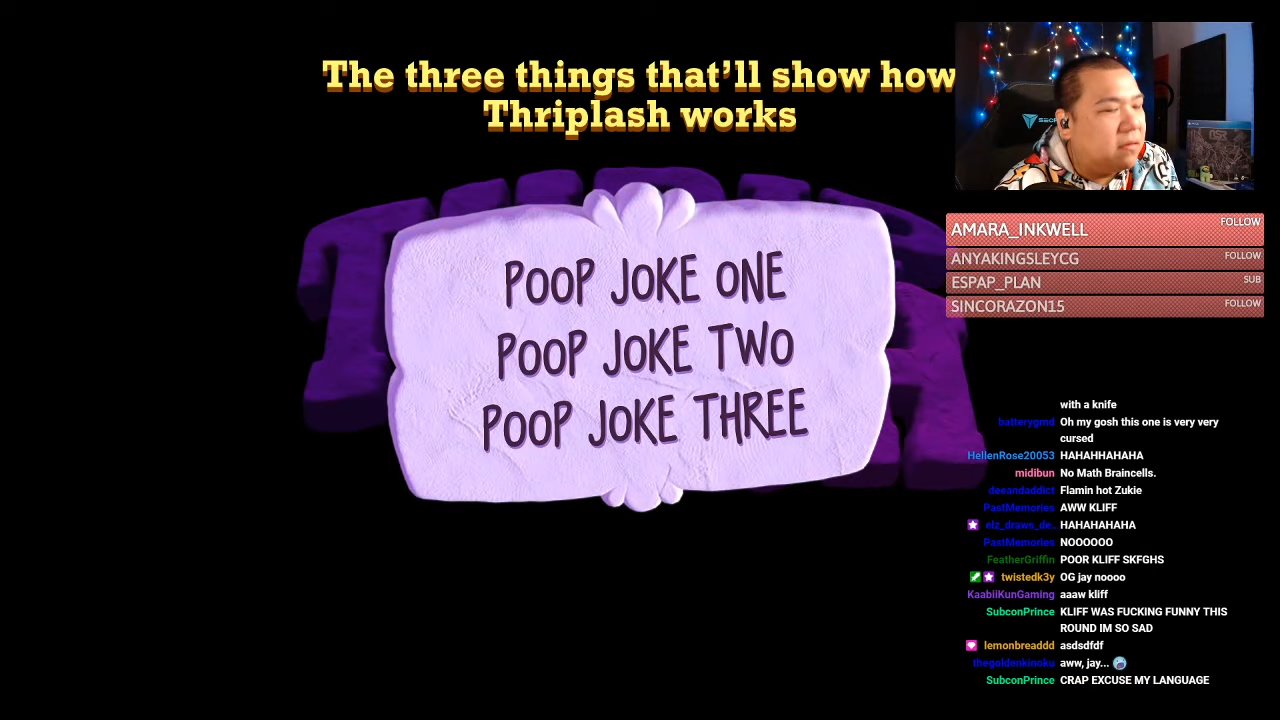 The three things that'll show how
Thriplash works
POOP JOKE ONE
POOP JOKE TWO
POOP JOKE THREE
AMARA_INKWELL FOLLOW
ANYAKINGSLEYCG FOLLOW
ESPAP_PLAN SUB
SINCORAZON15 FOLLOW
with a knife
batterygmd Oh my gosh this one is very very
cursed
HellenRose20053 HAHAHHAHAHA
midibun No Math Braincells.
deeandaddict Flamin hot Zukie
PastMemories AWW KLIFF
elz_draws_de.. HAHAHAHAHA
PastMemories NOOOOOO
FeatherGriffin POOR KLIFF SKFGHS
twistedk3y OG jay noooo
KaabiiKunGaming aaaw kliff
SubconPrince KLIFF WAS FUCKING FUNNY THIS
ROUND IM SO SAD
lemonbreaddd asdsdfdf
thegoldenkinoku aww, jay...
SubconPrince CRAP EXCUSE MY LANGUAGE